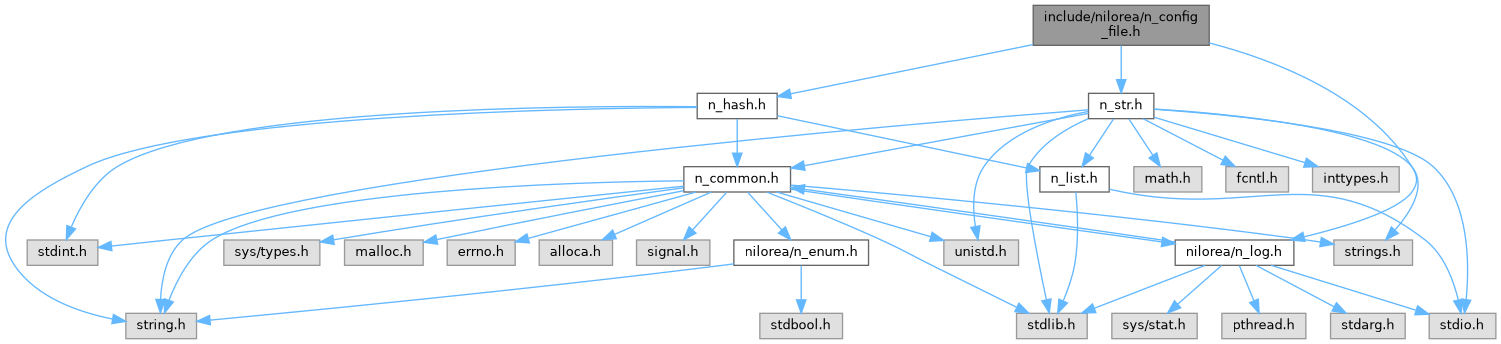 include/nilorea/n_config
_file.h
n_hash.h
n_str.h
n_common.h
n_list.h
math.h
fcntl.h
inttypes.h
stdint.h
sys/types.h
malloc.h
errno.h
alloca.h
signal.h
nilorea/n_enum.h
unistd.h
nilorea/n_log.h
strings.h
string.h
stdbool.h
stdlib.h
sys/stat.h
pthread.h
stdarg.h
stdio.h